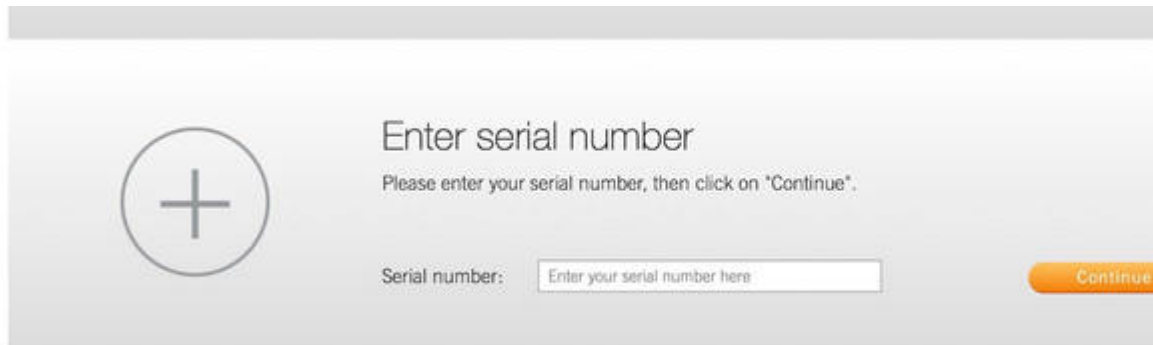 Enter serial number
Please enter your serial number, then click on "Continue".
Serial number:
Enter your serial number here
Continue